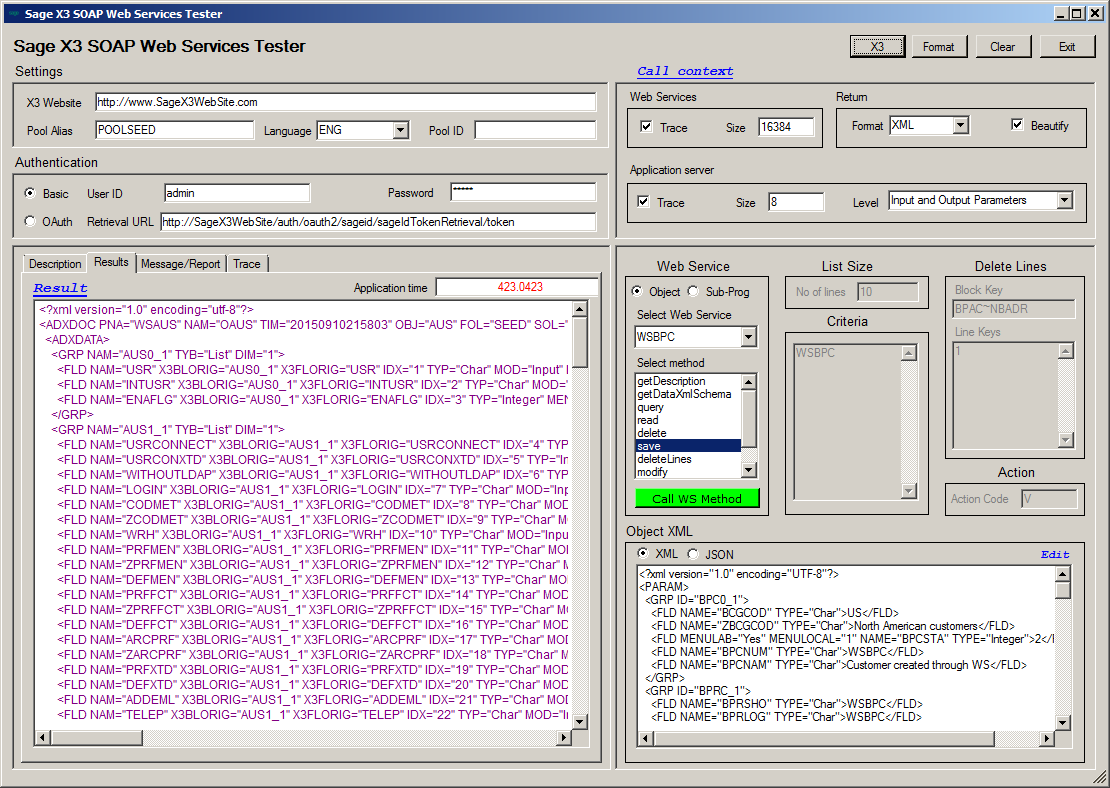 Sage X3 SOAP Web Services Tester
Sage X3 SOAP Web Services Tester
X3 Format Clear Exit
Settings
X3 Website http://www.SageX3WebSite.com
Pool Alias POOLSEED Language ENG Pool ID
Authentication
Basic User ID admin Password *****
OAuth Retrieval URL http://SageX3WebSite/auth/oauth2/sageid/sageIdTokenRetrieval/token
Call context
Web Services
Trace Size 16384
Return
Format XML Beautify
Application server
Trace Size 8 Level Input and Output Parameters
Description Results Message/Report Trace
Result Application time 423.0423
<?xml version="1.0" encoding="utf-8"?>
<ADXDOC PNA="WSAUS" NAM="OAUS" TIM="20150910215803" OBJ="AUS" FOL="SEED" SOL="
<ADXDATA>
<GRP NAM="AUS0_1" TYB="List" DIM="1">
<FLD NAM="USR" X3BLORIG="AUS0_1" X3FLORIG="USR" IDX="1" TYP="Char" MOD="Input"
<FLD NAM="INTUSR" X3BLORIG="AUS0_1" X3FLORIG="INTUSR" IDX="2" TYP="Char" MOD="
<FLD NAM="ENAFLG" X3BLORIG="AUS0_1" X3FLORIG="ENAFLG" IDX="3" TYP="Integer" MEN
</GRP>
<GRP NAM="AUS1_1" TYB="List" DIM="1">
<FLD NAM="USRCONNECT" X3BLORIG="AUS1_1" X3FLORIG="USRCONNECT" IDX="4" TYP
<FLD NAM="USRCONXTD" X3BLORIG="AUS1_1" X3FLORIG="USRCONXTD" IDX="5" TYP="In
<FLD NAM="WITHOUTLDAP" X3BLORIG="AUS1_1" X3FLORIG="WITHOUTLDAP" IDX="6" TYP
<FLD NAM="LOGIN" X3BLORIG="AUS1_1" X3FLORIG="LOGIN" IDX="7" TYP="Char" MOD="Inp
<FLD NAM="CODMET" X3BLORIG="AUS1_1" X3FLORIG="CODMET" IDX="8" TYP="Char" MOD
<FLD NAM="ZCODMET" X3BLORIG="AUS1_1" X3FLORIG="ZCODMET" IDX="9" TYP="Char" M
<FLD NAM="WRH" X3BLORIG="AUS1_1" X3FLORIG="WRH" IDX="10" TYP="Char" MOD="Inpu
<FLD NAM="PRFMEN" X3BLORIG="AUS1_1" X3FLORIG="PRFMEN" IDX="11" TYP="Char" MO
<FLD NAM="ZPRFMEN" X3BLORIG="AUS1_1" X3FLORIG="ZPRFMEN" IDX="12" TYP="Char" M
<FLD NAM="DEFMEN" X3BLORIG="AUS1_1" X3FLORIG="DEFMEN" IDX="13" TYP="Char" MO
<FLD NAM="PRFFCT" X3BLORIG="AUS1_1" X3FLORIG="PRFFCT" IDX="14" TYP="Char" MOD
<FLD NAM="ZPRFFCT" X3BLORIG="AUS1_1" X3FLORIG="ZPRFFCT" IDX="15" TYP="Char" MO
<FLD NAM="DEFFCT" X3BLORIG="AUS1_1" X3FLORIG="DEFFCT" IDX="16" TYP="Char" MOD
<FLD NAM="ARCPRF" X3BLORIG="AUS1_1" X3FLORIG="ARCPRF" IDX="17" TYP="Char" MO
<FLD NAM="ZARCPRF" X3BLORIG="AUS1_1" X3FLORIG="ZARCPRF" IDX="18" TYP="Char" M
<FLD NAM="PRFXTD" X3BLORIG="AUS1_1" X3FLORIG="PRFXTD" IDX="19" TYP="Char" MOD
<FLD NAM="DEFXTD" X3BLORIG="AUS1_1" X3FLORIG="DEFXTD" IDX="20" TYP="Char" MOD
<FLD NAM="ADDEML" X3BLORIG="AUS1_1" X3FLORIG="ADDEML" IDX="21" TYP="Char" MO
<FLD NAM="TELEP" X3BLORIG="AUS1_1" X3FLORIG="TELEP" IDX="22" TYP="Char" MOD="In
Web Service
Object Sub-Prog
Select Web Service
WSBPC
Select method
getDescription
getDataXmlSchema
query
read
delete
save
deleteLines
modify
Call WS Method
List Size
No of lines 10
Criteria
WSBPC
Delete Lines
Block Key
BPAC~NBADR
Line Keys
1
Action
Action Code V
Object XML
XML JSON Edit
<?xml version="1.0" encoding="UTF-8"?>
<PARAM>
<GRP ID="BPC0_1">
<FLD NAME="BCGCOD" TYPE="Char">US</FLD>
<FLD NAME="ZBCGCOD" TYPE="Char">North American customers</FLD>
<FLD MENULAB="Yes" MENULOCAL="1" NAME="BPCSTA" TYPE="Integer">2</F
<FLD NAME="BPCNUM" TYPE="Char">WSBPC</FLD>
<FLD NAME="BPCNAM" TYPE="Char">Customer created through WS</FLD>
</GRP>
<GRP ID="BPRC_1">
<FLD NAME="BPRSHO" TYPE="Char">WSBPC</FLD>
<FLD NAME="BPRLOG" TYPE="Char">WSBPC</FLD>